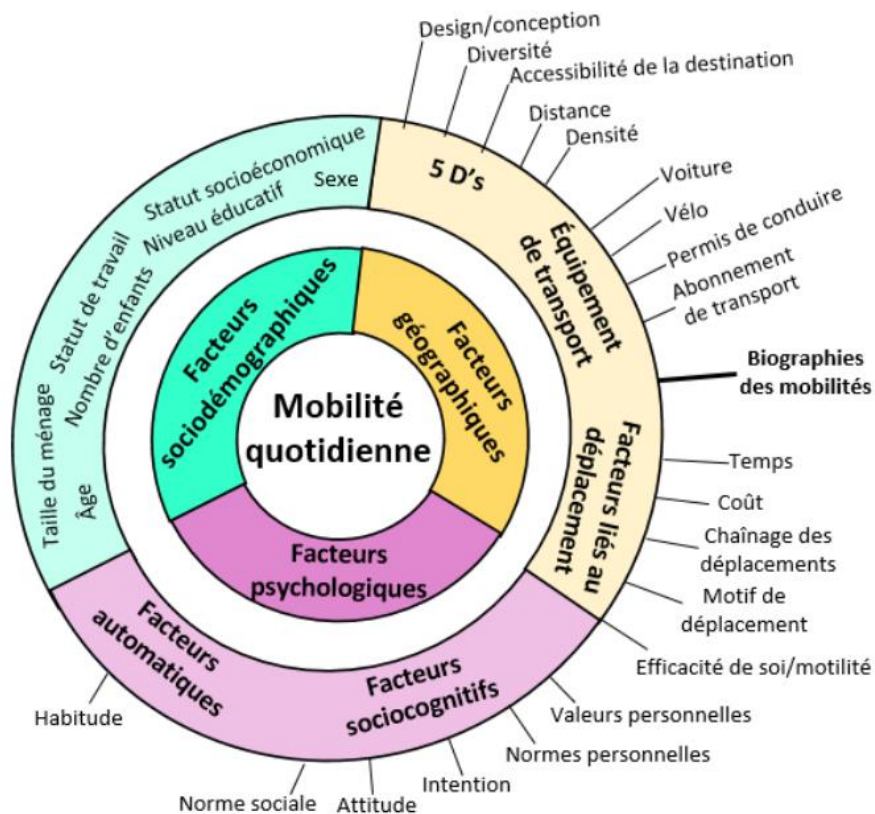 Design/conception
Diversité
Accessibilité de la destination
Distance
Densité
5 D's
Voiture
Vélo
Permis de conduire
Abonnement
de transport
Équipement
de transport
Biographies
des mobilités
Facteurs liés au
déplacement
Temps
Coût
Chaînage des
déplacements
Motif de
déplacement
Efficacité de soi/motilité
Valeurs personnelles
Normes personnelles
Intention
Attitude
Norme sociale
Facteurs
sociocognitifs
Facteurs
automatiques
Habitude
Statut socioéconomique
Niveau éducatif
Sexe
Statut de travail
Nombre d'enfants
Taille du ménage
Âge
Facteurs
sociodémographiques
Facteurs
géographiques
Facteurs
psychologiques
Mobilité
quotidienne